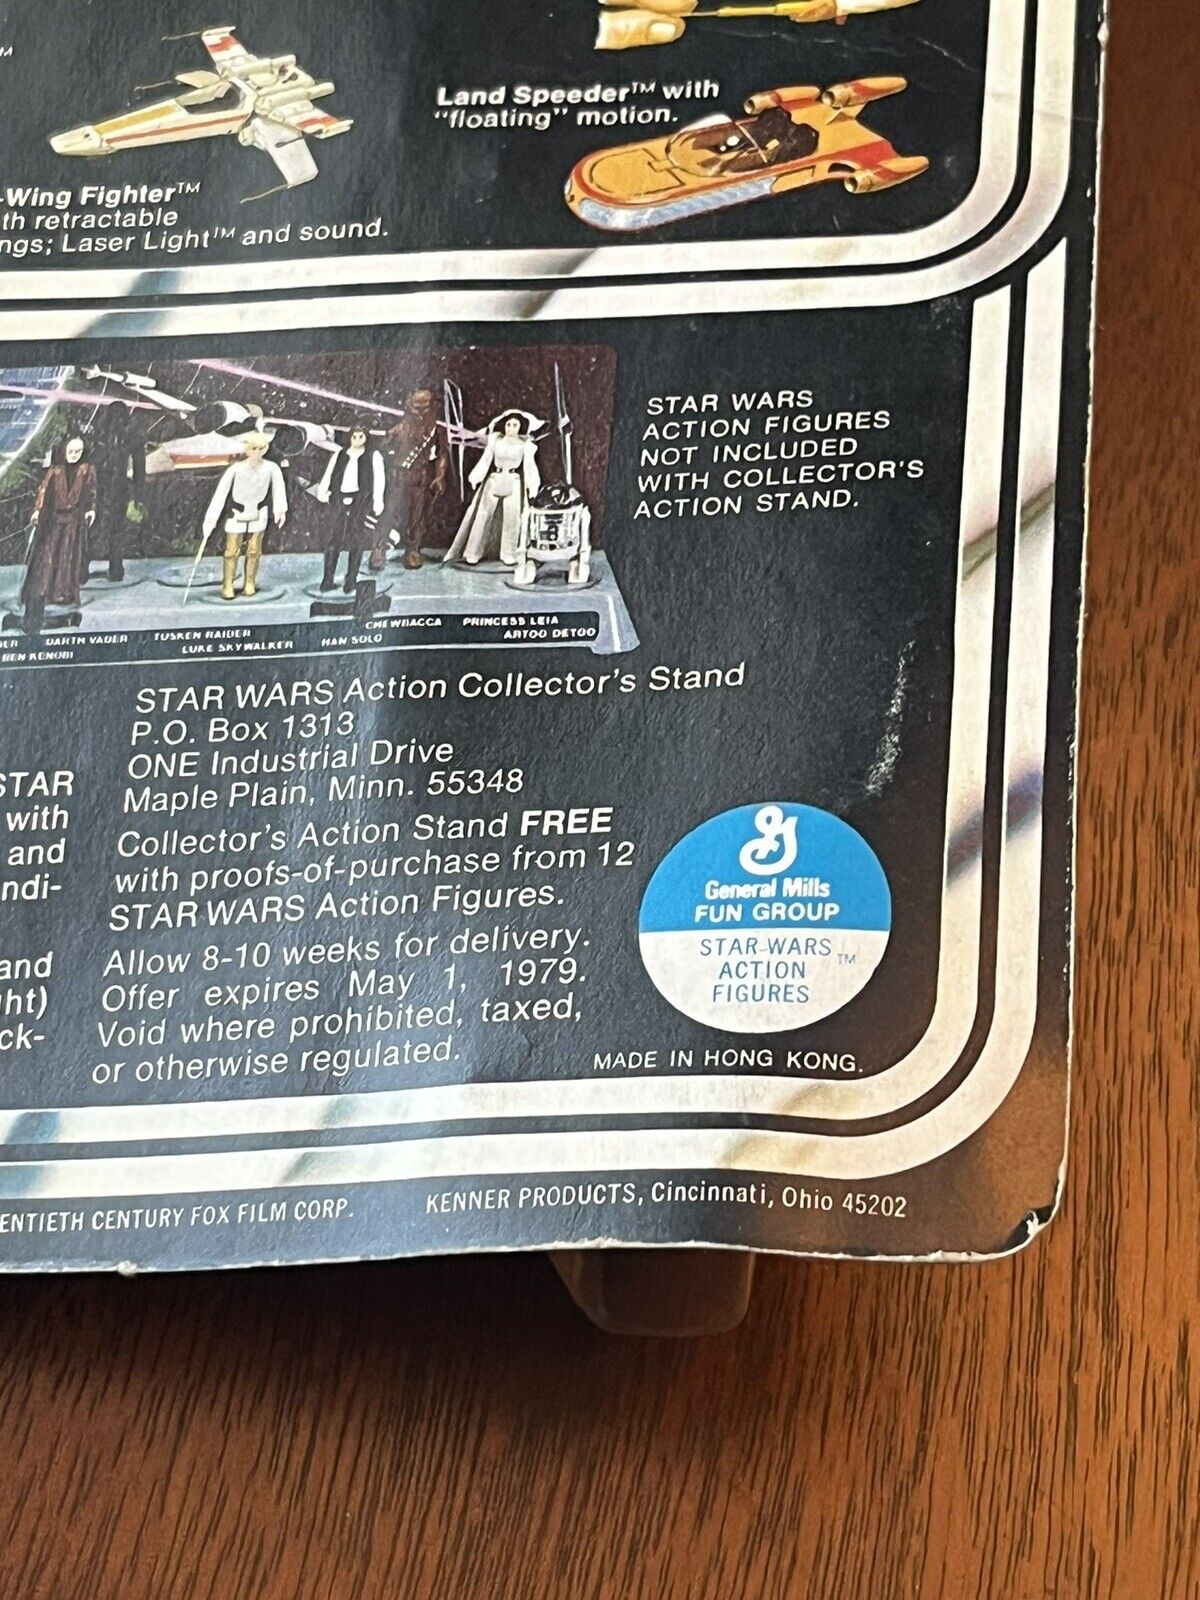 Land Speeder™ with
"floating" motion.
-Wing Fighter™
th retractable
ngs; Laser Light™ and sound.
STAR WARS
ACTION FIGURES
NOT INCLUDED
WITH COLLECTOR'S
ACTION STAND.
DARTH VADER
TUSKEN RAIDER
CHEWBACCA
PRINCESS LEIA
BEN KENOBI
LUKE SKYWALKER
HAN SOLO
ARTOO DETOO
STAR WARS Action Collector's Stand
P.O. Box 1313
ONE Industrial Drive
Maple Plain, Minn. 55348
Collector's Action Stand FREE
with proofs-of-purchase from 12
STAR WARS Action Figures.
Allow 8-10 weeks for delivery.
Offer expires May 1, 1979.
Void where prohibited, taxed,
or otherwise regulated.
STAR
with
and
ndi-
and
ht)
ck-
G
General Mills
FUN GROUP
STAR-WARS™
ACTION
FIGURES
MADE IN HONG KONG.
ENTIETH CENTURY FOX FILM CORP.
KENNER PRODUCTS, Cincinnati, Ohio 45202